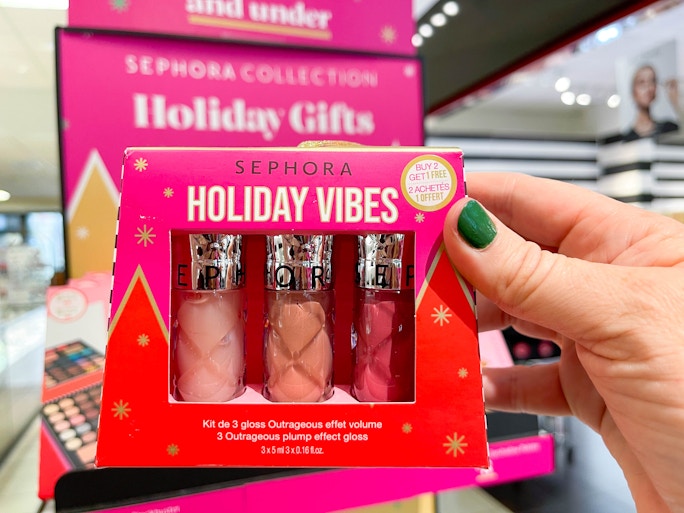 and under
SEPHORA COLLECTION
Holiday Gifts
SEPHORA
HOLIDAY VIBES
BUY 2
GET 1 FREE
2 ACHETÉS
1 OFFERT
EPHORA
EP
Kit de 3 gloss Outrageous effet volume
3 Outrageous plump effect gloss
3 x 5 ml 3 x 0.16 fl.oz.